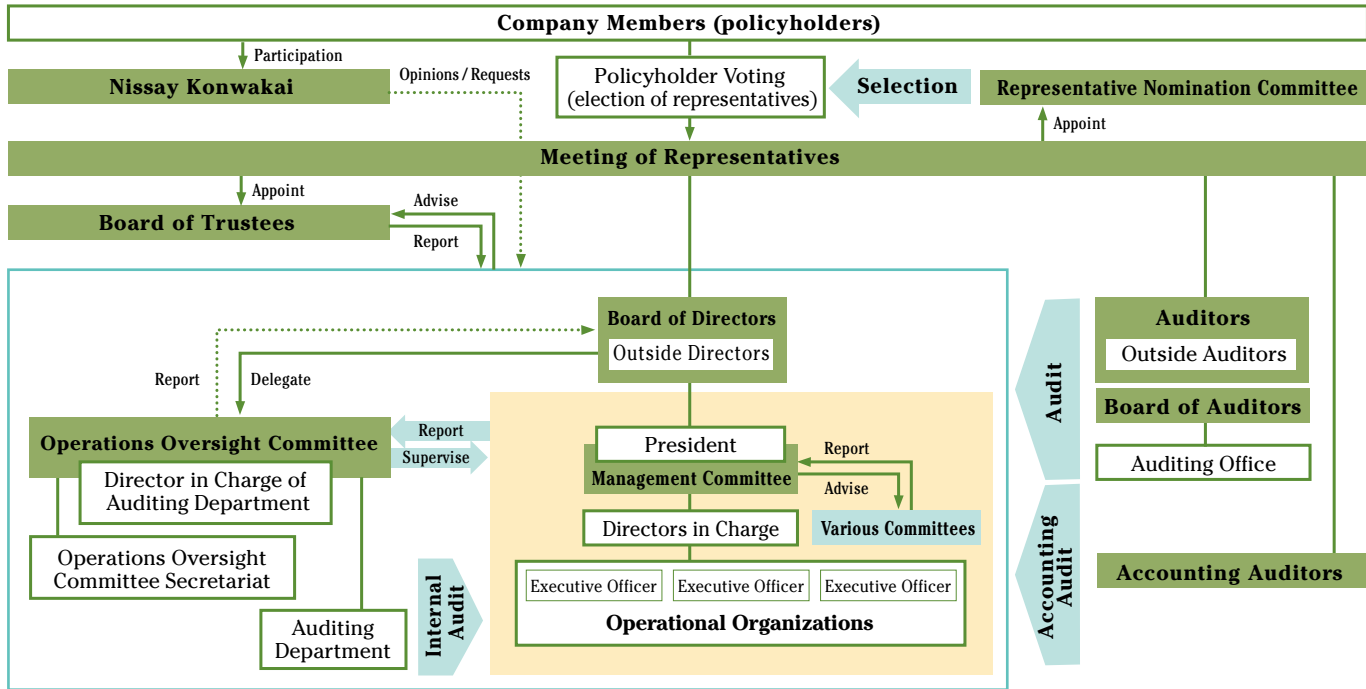 Company Members (policyholders)
Participation
Nissay Konwakai
Opinions / Requests
Policyholder Voting
(election of representatives)
Selection
Representative Nomination Committee
Appoint
Meeting of Representatives
Appoint
Board of Trustees
Advise
Report
Board of Directors
Outside Directors
Report
Delegate
Operations Oversight Committee
Director in Charge of
Auditing Department
Operations Oversight
Committee Secretariat
Auditing
Department
Report
Supervise
Internal
Audit
President
Management Committee
Report
Advise
Various Committees
Directors in Charge
Executive Officer
Executive Officer
Executive Officer
Operational Organizations
Audit
Accounting
Audit
Auditors
Outside Auditors
Board of Auditors
Auditing Office
Accounting Auditors